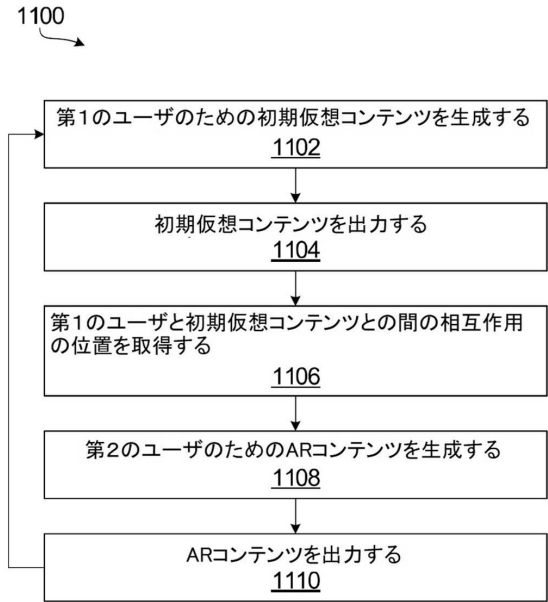 1100
第1のユーザのための初期仮想コンテンツを生成する
1102
初期仮想コンテンツを出力する
1104
第1のユーザと初期仮想コンテンツとの間の相互作用
の位置を取得する
1106
第2のユーザのためのARコンテンツを生成する
1108
ARコンテンツを出力する
1110